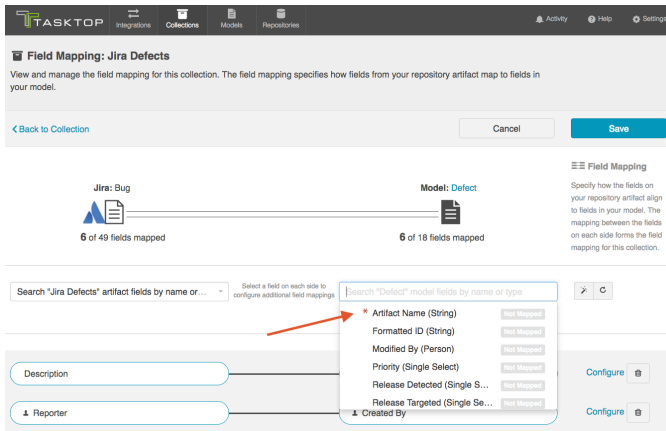 TASKTOP
Integrations
Collections
Models
Repositories
Activity
Help
Settings
Field Mapping: Jira Defects
View and manage the field mapping for this collection. The field mapping specifies how fields from your repository artifact map to fields in
your model.
Back to Collection
Cancel
Save
Jira: Bug
6 of 49 fields mapped
Model: Defect
6 of 18 fields mapped
Field Mapping
Specify how the fields on
your repository artifact align
to fields in your model. The
mapping between the fields
on each side forms the field
mapping for this collection.
Search "Jira Defects" artifact fields by name or…
Select a field on each side to
configure additional field mappings
Search "Defect" model fields by name or type
* Artifact Name (String) Not Mapped
Formatted ID (String) Not Mapped
Modified By (Person) Not Mapped
Priority (Single Select) Not Mapped
Release Detected (Single S… Not Mapped
Release Targeted (Single Se… Not Mapped
Description
Configure
Reporter
Created By
Configure